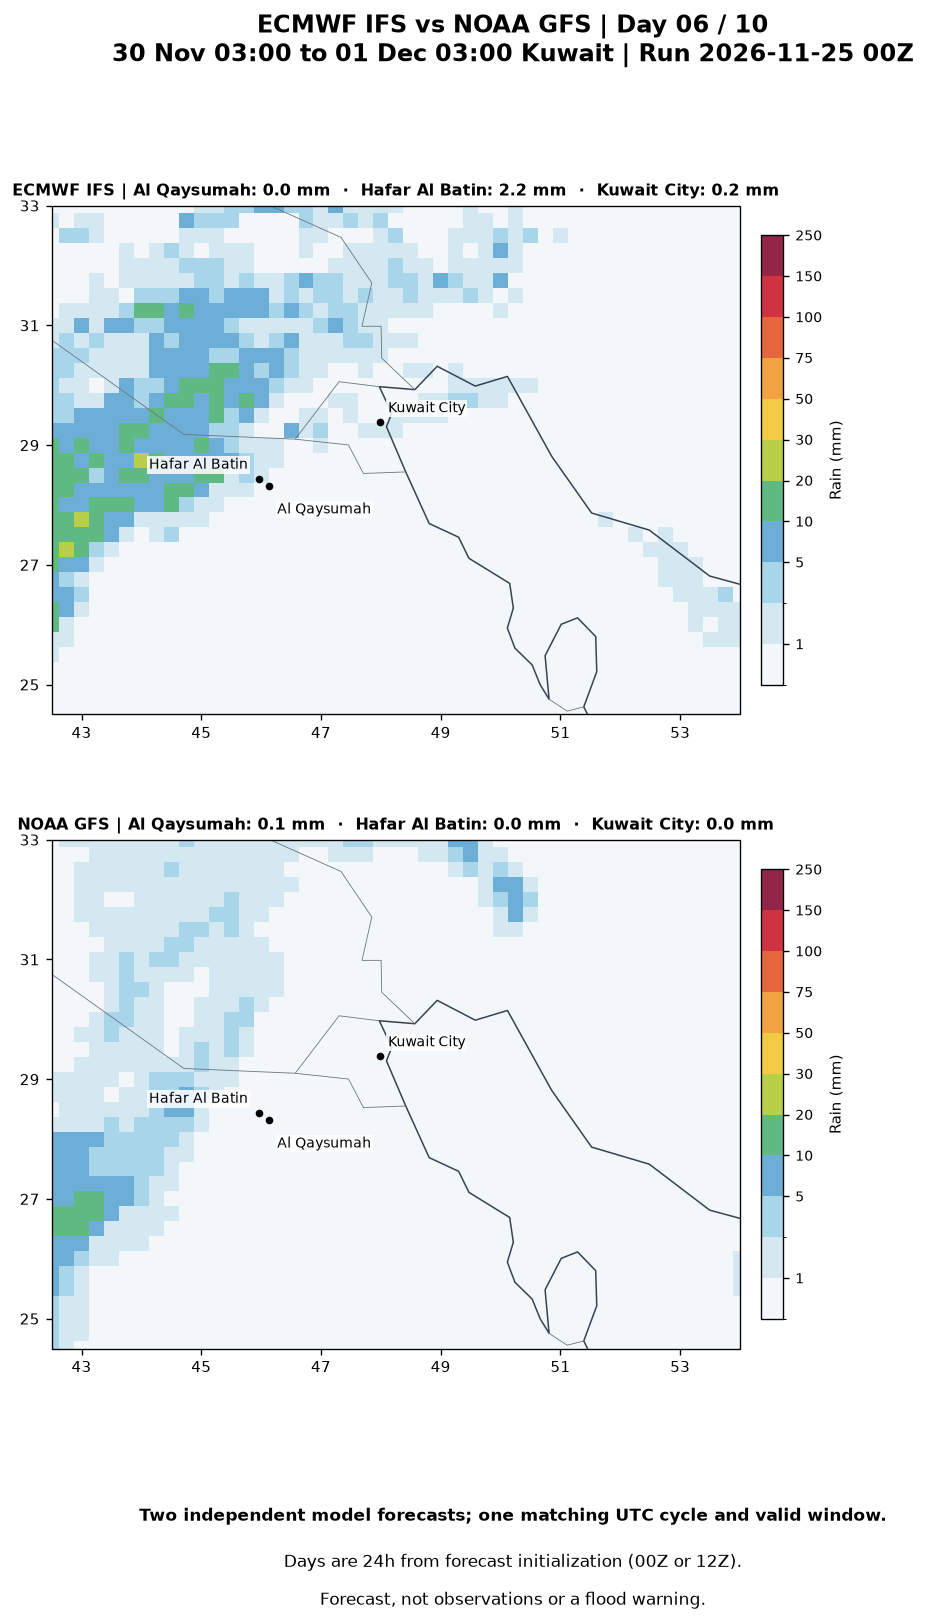 ECMWF IFS vs NOAA GFS | Day 06 / 10
30 Nov 03:00 to 01 Dec 03:00 Kuwait | Run 2026-11-25 00Z
ECMWF IFS | Al Qaysumah: 0.0 mm · Hafar Al Batin: 2.2 mm · Kuwait City: 0.2 mm
33
31
29
27
25
43
45
47
49
51
53
Kuwait City
Hafar Al Batin
Al Qaysumah
250
150
100
75
50
30
20
10
5
1
Rain (mm)
NOAA GFS | Al Qaysumah: 0.1 mm · Hafar Al Batin: 0.0 mm · Kuwait City: 0.0 mm
33
31
29
27
25
43
45
47
49
51
53
Kuwait City
Hafar Al Batin
Al Qaysumah
250
150
100
75
50
30
20
10
5
1
Rain (mm)
Two independent model forecasts; one matching UTC cycle and valid window.
Days are 24h from forecast initialization (00Z or 12Z).
Forecast, not observations or a flood warning.